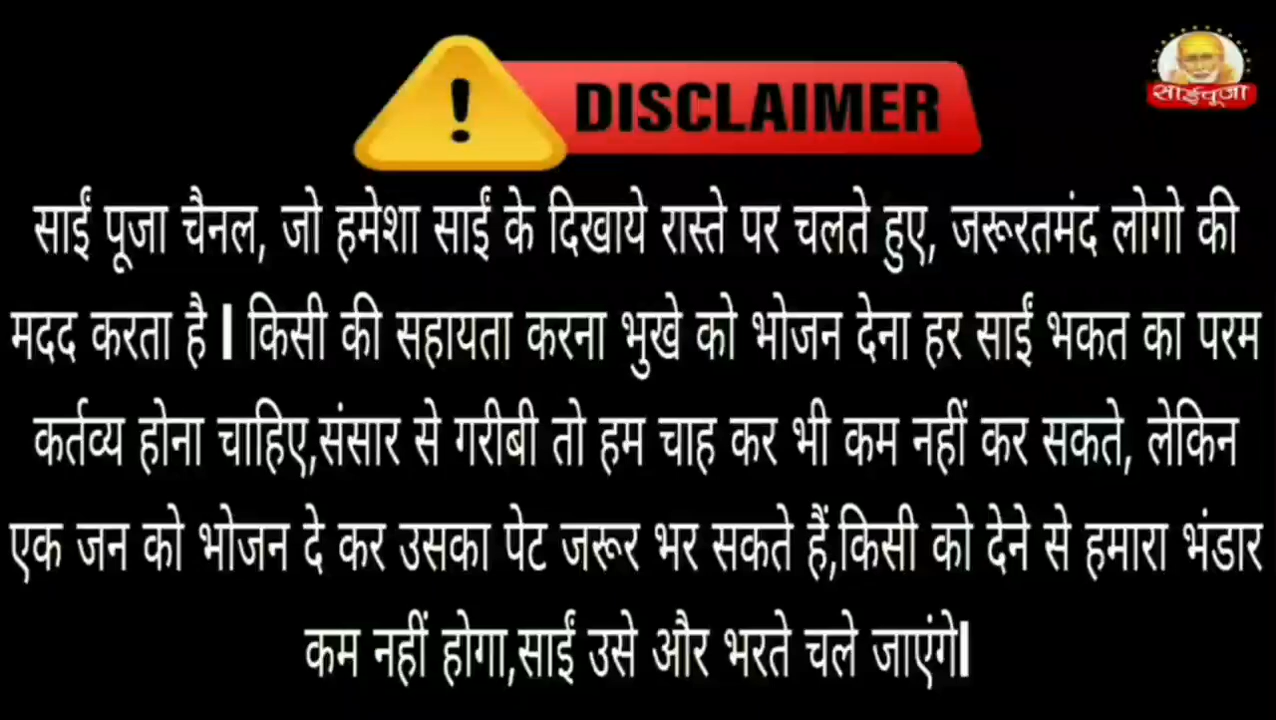 DISCLAIMER
साईपूजा
साईं पूजा चैनल, जो हमेशा साईं के दिखाये रास्ते पर चलते हुए, जरूरतमंद लोगो की
मदद करता है l किसी की सहायता करना भुखे को भोजन देना हर साईं भकत का परम
कर्तव्य होना चाहिए,संसार से गरीबी तो हम चाह कर भी कम नहीं कर सकते, लेकिन
एक जन को भोजन दे कर उसका पेट जरूर भर सकते हैं,किसी को देने से हमारा भंडार
कम नहीं होगा,साईं उसे और भरते चले जाएंगेl